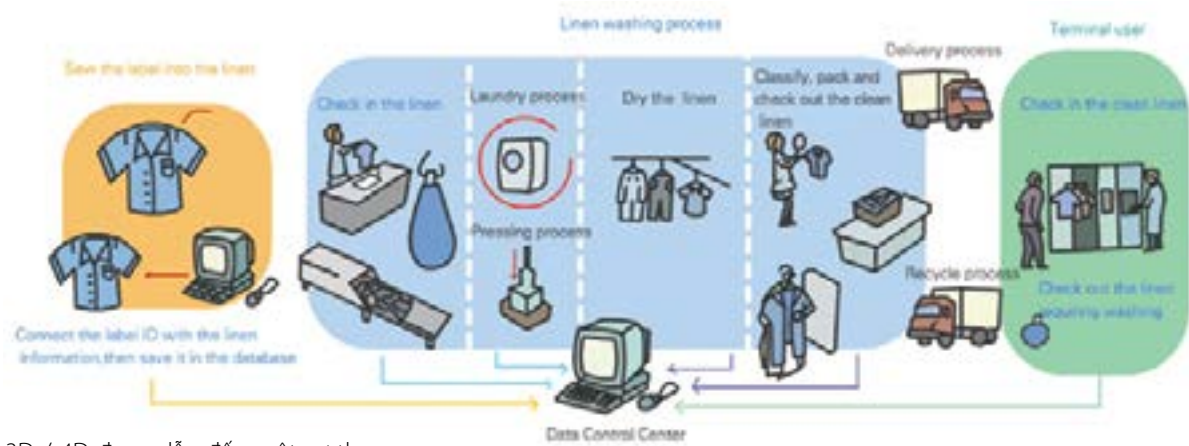 Linen washing process
Terminal user
Sew the label into the linen
Delivery process
Check in the linen
Laundry process
Dry the linen
Classify, pack and
check out the clean
linen
Check in the clean linen
Pressing process
Recycle process
Check out the linen
requiring washing
Connect the label ID with the linen
information, then save it in the database
Data Control Center